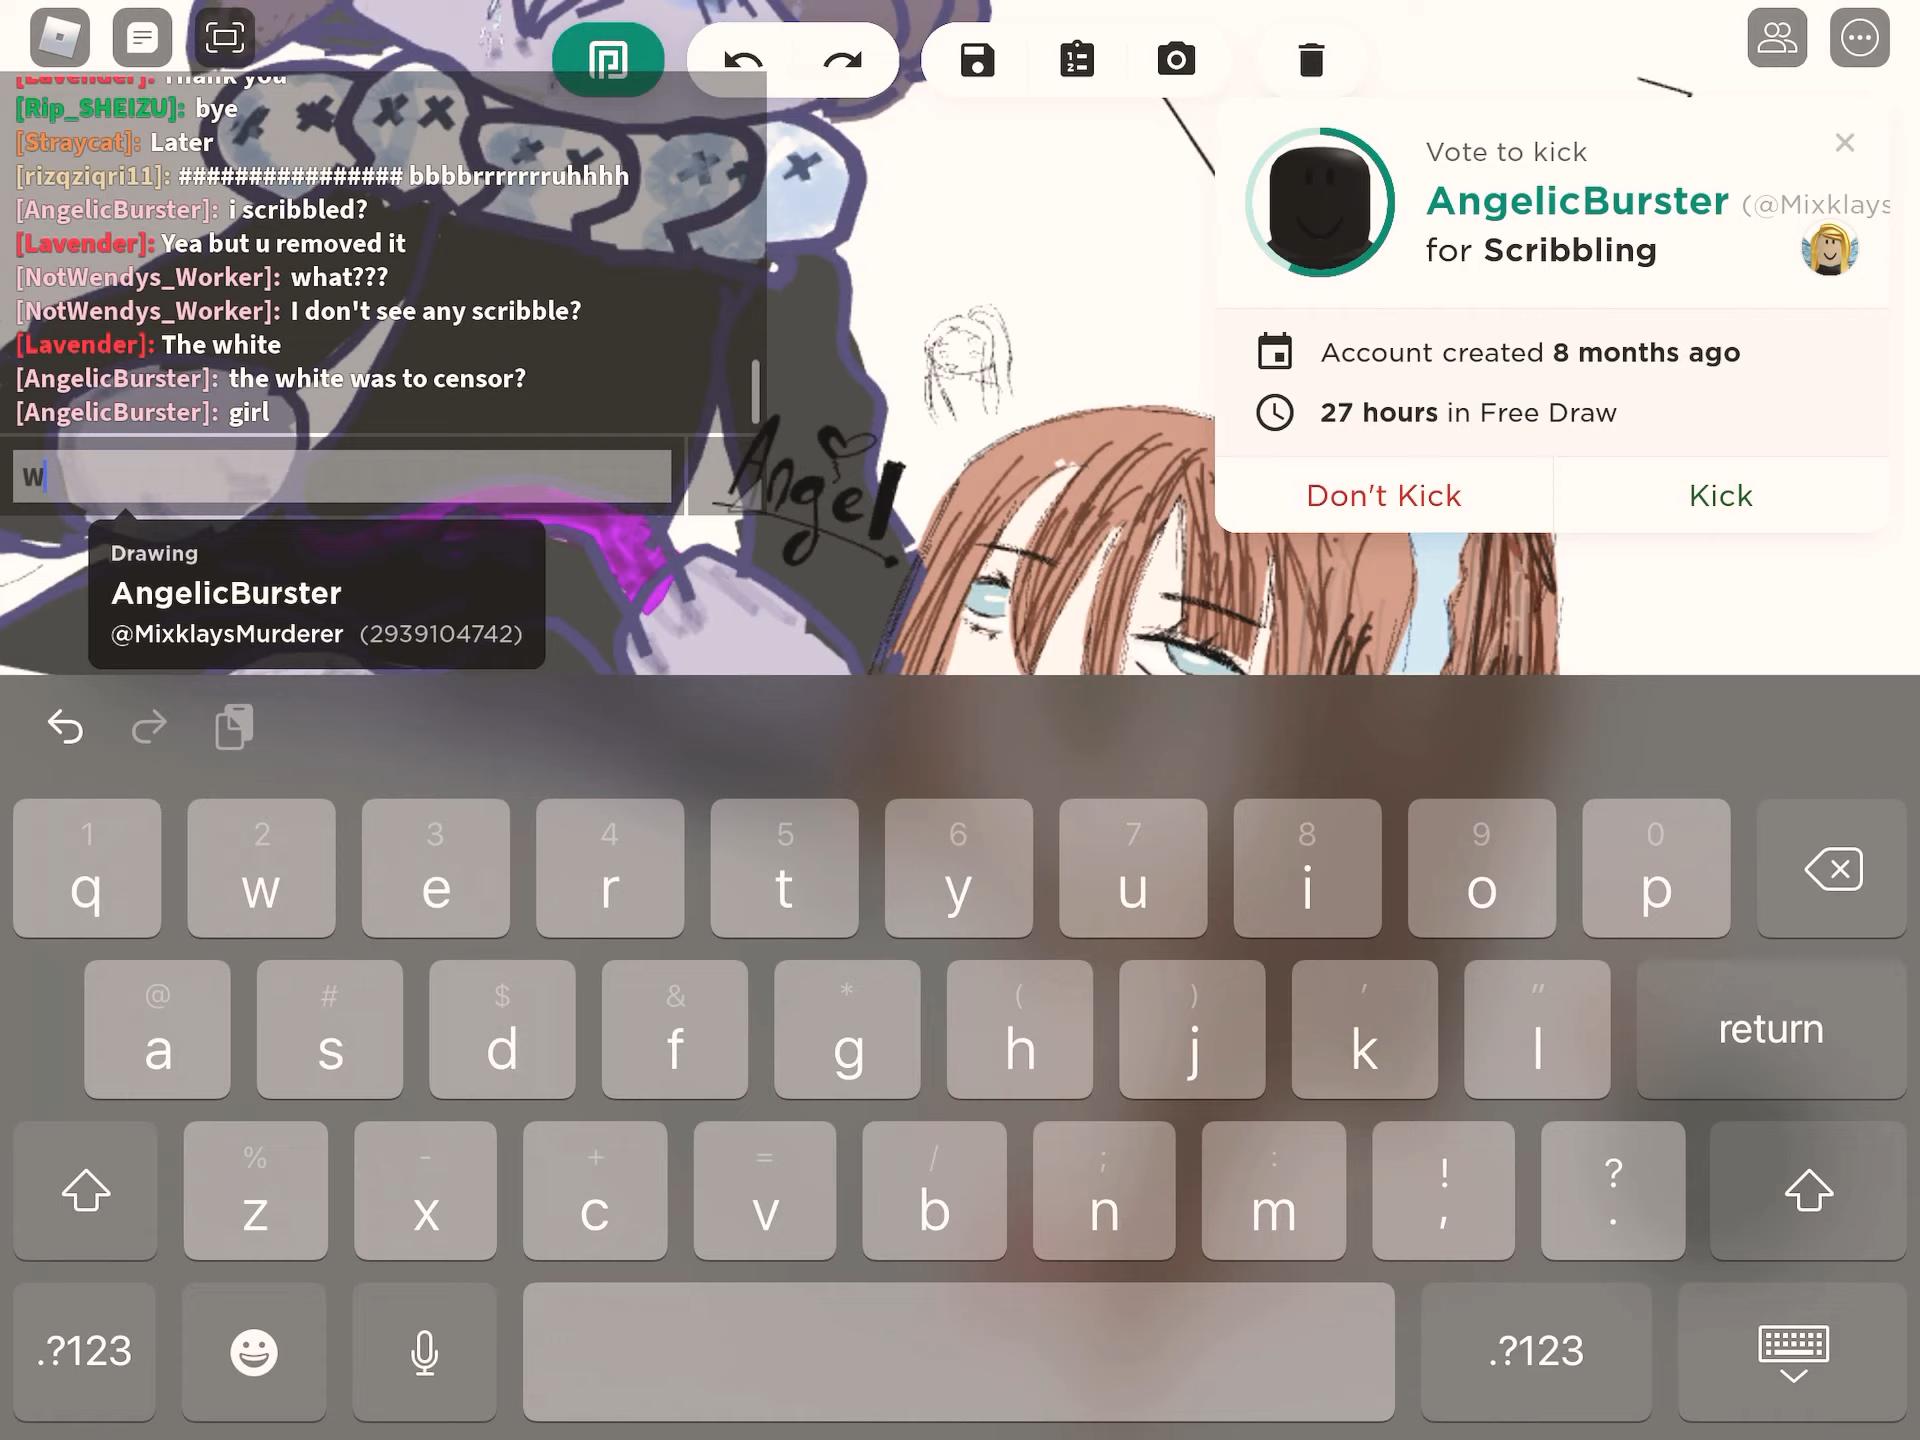 [Lavender]: Thank you
[Rip_SHEIZU]: bye
[Straycat]: Later
[rizqziqri11]: ################ bbbbrrrrrrruhhhh
[AngelicBurster]: i scribbled?
[Lavender]: Yea but u removed it
[NotWendys_Worker]: what???
[NotWendys_Worker]: I don't see any scribble?
[Lavender]: The white
[AngelicBurster]: the white was to censor?
[AngelicBurster]: girl
w
Drawing
AngelicBurster
@MixklaysMurderer (2939104742)
Angel
Vote to kick
AngelicBurster (@Mixklays
for Scribbling
Account created 8 months ago
27 hours in Free Draw
Don't Kick Kick
1 2 3 4 5 6 7 8 9 0
q w e r t y u i o p
@ # $ & * ( ) ' "
a s d f g h j k l return
% - + = / ; : ! ?
z x c v b n m , .
.?123 .?123